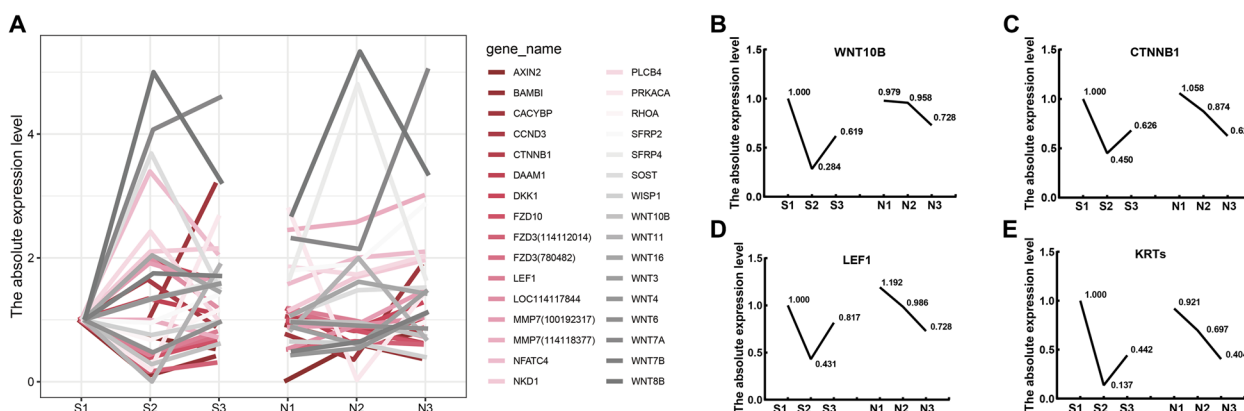 A
The absolute expression level
4
2
0
S1 S2 S3 N1 N2 N3
gene_name
AXIN2
BAMBI
CACYBP
CCND3
CTNNB1
DAAM1
DKK1
FZD10
FZD3(114112014)
FZD3(780482)
LEF1
LOC114117844
MMP7(100192317)
MMP7(114118377)
NFATC4
NKD1
PLCB4
PRKACA
RHOA
SFRP2
SFRP4
SOST
WISP1
WNT10B
WNT11
WNT16
WNT3
WNT4
WNT6
WNT7A
WNT7B
WNT8B
B
WNT10B
The absolute expression level
1.5
1.0
0.5
0.0
1.000
0.284
0.619
0.979
0.958
0.728
S1 S2 S3 N1 N2 N3
C
CTNNB1
The absolute expression level
1.5
1.0
0.5
0.0
1.000
0.450
0.626
1.058
0.874
S1 S2 S3 N1 N2 N3
D
LEF1
The absolute expression level
1.5
1.0
0.5
0.0
1.000
0.431
0.817
1.192
0.986
0.728
S1 S2 S3 N1 N2 N3
E
KRTs
The absolute expression level
1.5
1.0
0.5
0.0
1.000
0.137
0.442
0.921
0.697
S1 S2 S3 N1 N2 N3